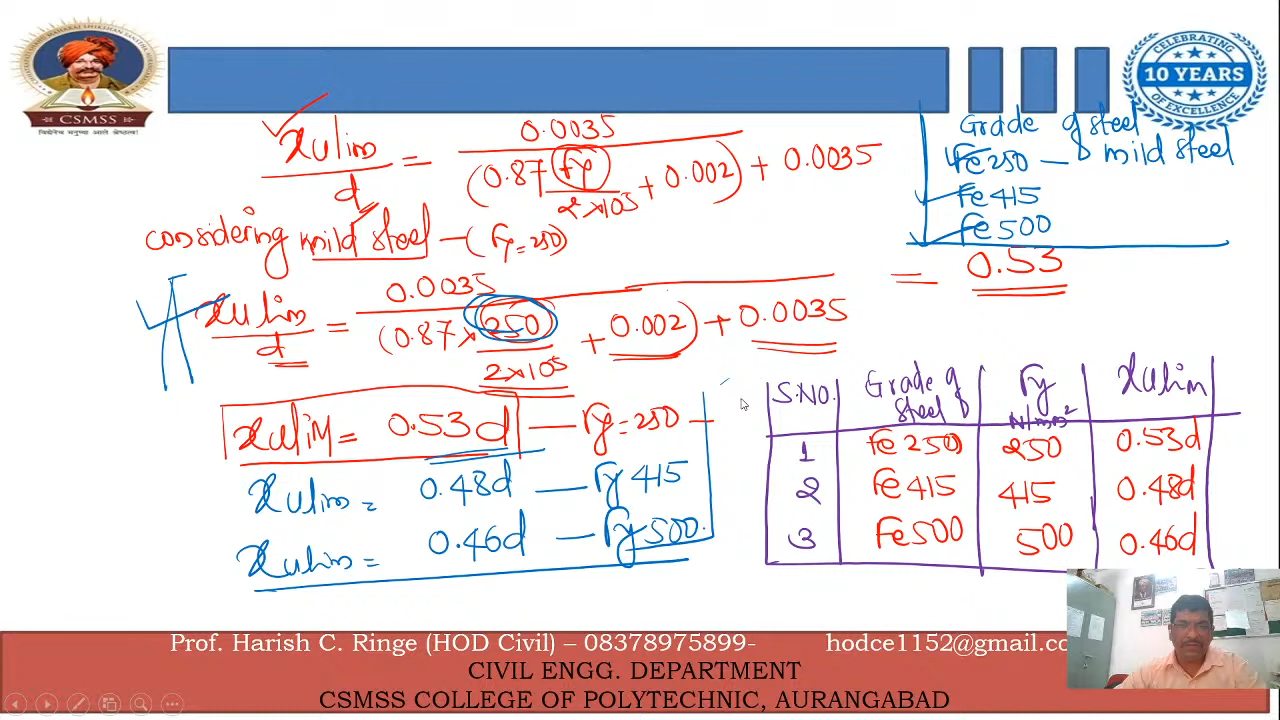 CELEBRATING
10 YEARS
OF EXCELLENCE
CSMSS
xulim/d = 0.0035 / ((0.87 Fy/2×105 + 0.002) + 0.0035
Grade of steel
Fe250 — mild steel
Fe415
Fe500
considering mild steel — (Fy=250)
xulim/d = 0.0035 / ((0.87× 250/2×105 + 0.002) + 0.0035
= 0.53
xulim = 0.53d — Fy=250 —
xulim = 0.48d — Fy 415
xulim = 0.46d — Fy 500.
S.NO. Grade of steel Fy N/mm² xulim
1 Fe250 250 0.53d
2 Fe415 415 0.48d
3 Fe500 500 0.46d
Prof. Harish C. Ringe (HOD Civil) – 08378975899- hodce1152@gmail.co
CIVIL ENGG. DEPARTMENT
CSMSS COLLEGE OF POLYTECHNIC, AURANGABAD